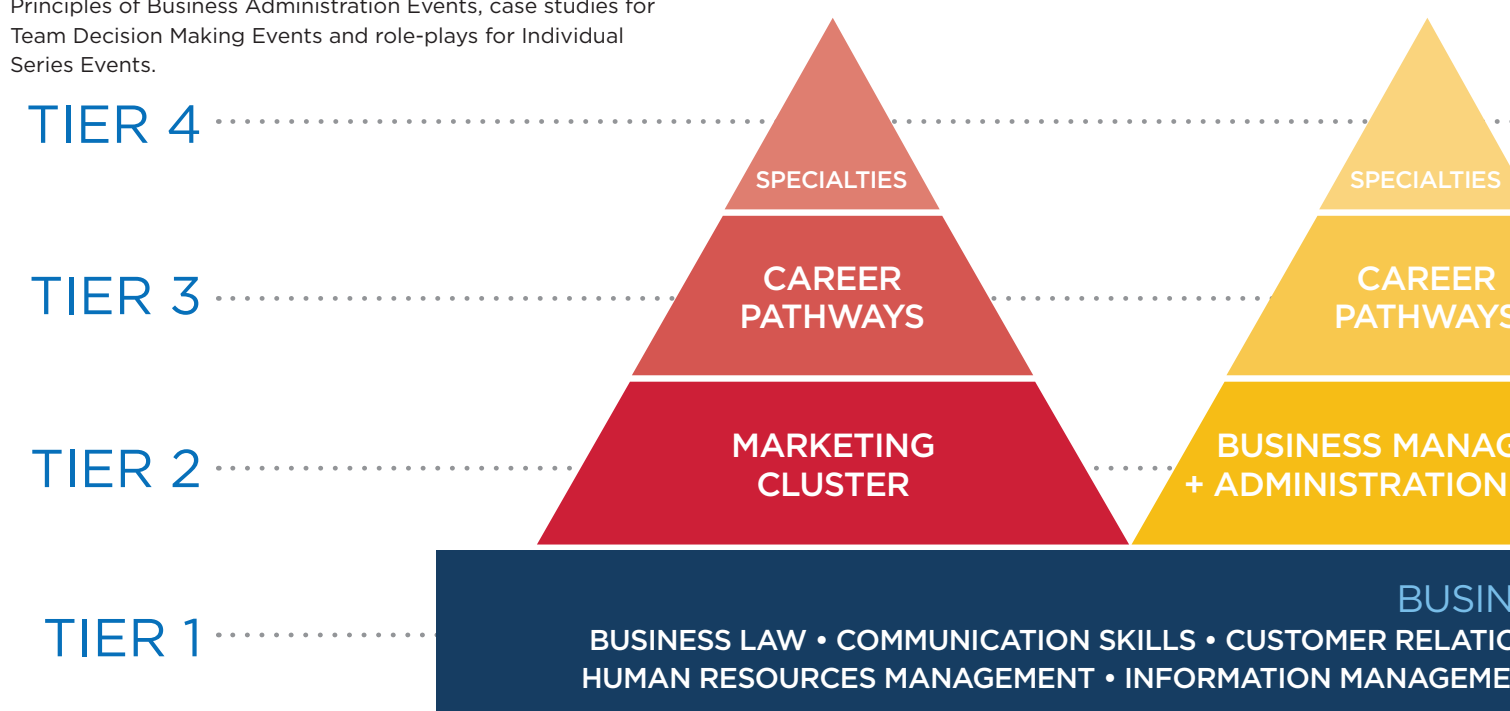 Principles of Business Administration Events, case studies for
Team Decision Making Events and role-plays for Individual
Series Events.
TIER 4
SPECIALTIES
SPECIALTIES
TIER 3
CAREER
PATHWAYS
CAREER
PATHWAYS
TIER 2
MARKETING
CLUSTER
BUSINESS MANAG
+ ADMINISTRATION
TIER 1
BUSIN
BUSINESS LAW • COMMUNICATION SKILLS • CUSTOMER RELATIO
HUMAN RESOURCES MANAGEMENT • INFORMATION MANAGEME